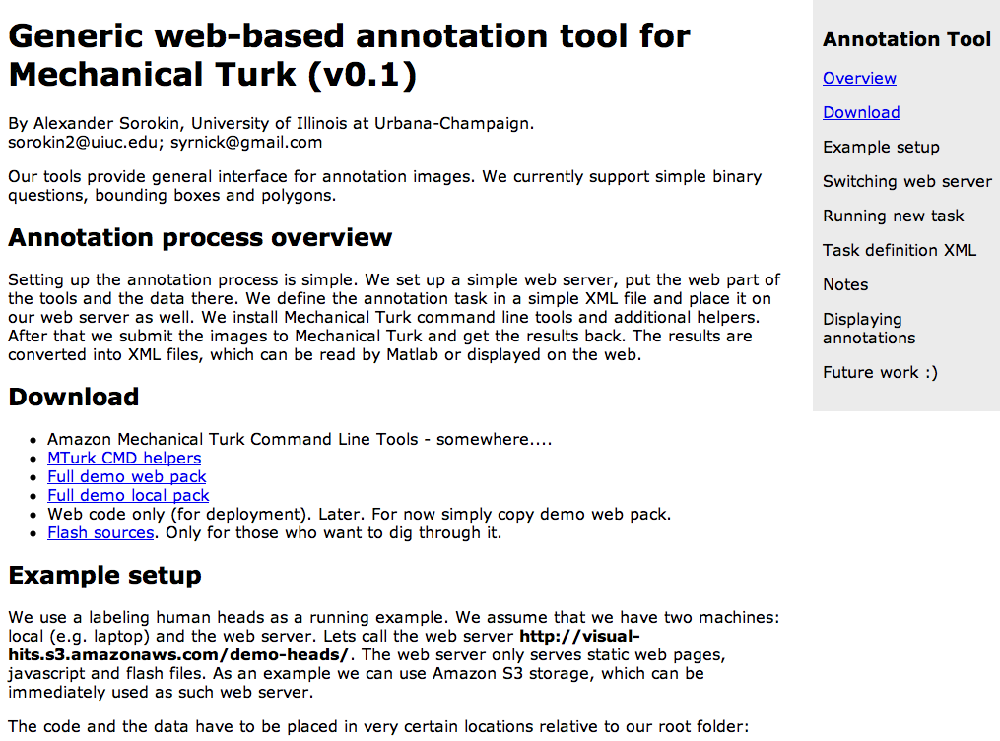 Generic web-based annotation tool for
Mechanical Turk (v0.1)
By Alexander Sorokin, University of Illinois at Urbana-Champaign.
sorokin2@uiuc.edu; syrnick@gmail.com
Our tools provide general interface for annotation images. We currently support simple binary
questions, bounding boxes and polygons.
Annotation process overview
Setting up the annotation process is simple. We set up a simple web server, put the web part of
the tools and the data there. We define the annotation task in a simple XML file and place it on
our web server as well. We install Mechanical Turk command line tools and additional helpers.
After that we submit the images to Mechanical Turk and get the results back. The results are
converted into XML files, which can be read by Matlab or displayed on the web.
Download
• Amazon Mechanical Turk Command Line Tools - somewhere....
• MTurk CMD helpers
• Full demo web pack
• Full demo local pack
• Web code only (for deployment). Later. For now simply copy demo web pack.
• Flash sources. Only for those who want to dig through it.
Example setup
We use a labeling human heads as a running example. We assume that we have two machines:
local (e.g. laptop) and the web server. Lets call the web server http://visual-
hits.s3.amazonaws.com/demo-heads/. The web server only serves static web pages,
javascript and flash files. As an example we can use Amazon S3 storage, which can be
immediately used as such web server.
The code and the data have to be placed in very certain locations relative to our root folder:
Annotation Tool
Overview
Download
Example setup
Switching web server
Running new task
Task definition XML
Notes
Displaying
annotations
Future work :)